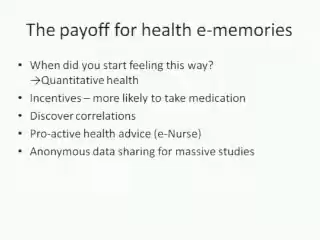 The payoff for health e-memories
• When did you start feeling this way?
→Quantitative health
• Incentives – more likely to take medication
• Discover correlations
• Pro-active health advice (e-Nurse)
• Anonymous data sharing for massive studies